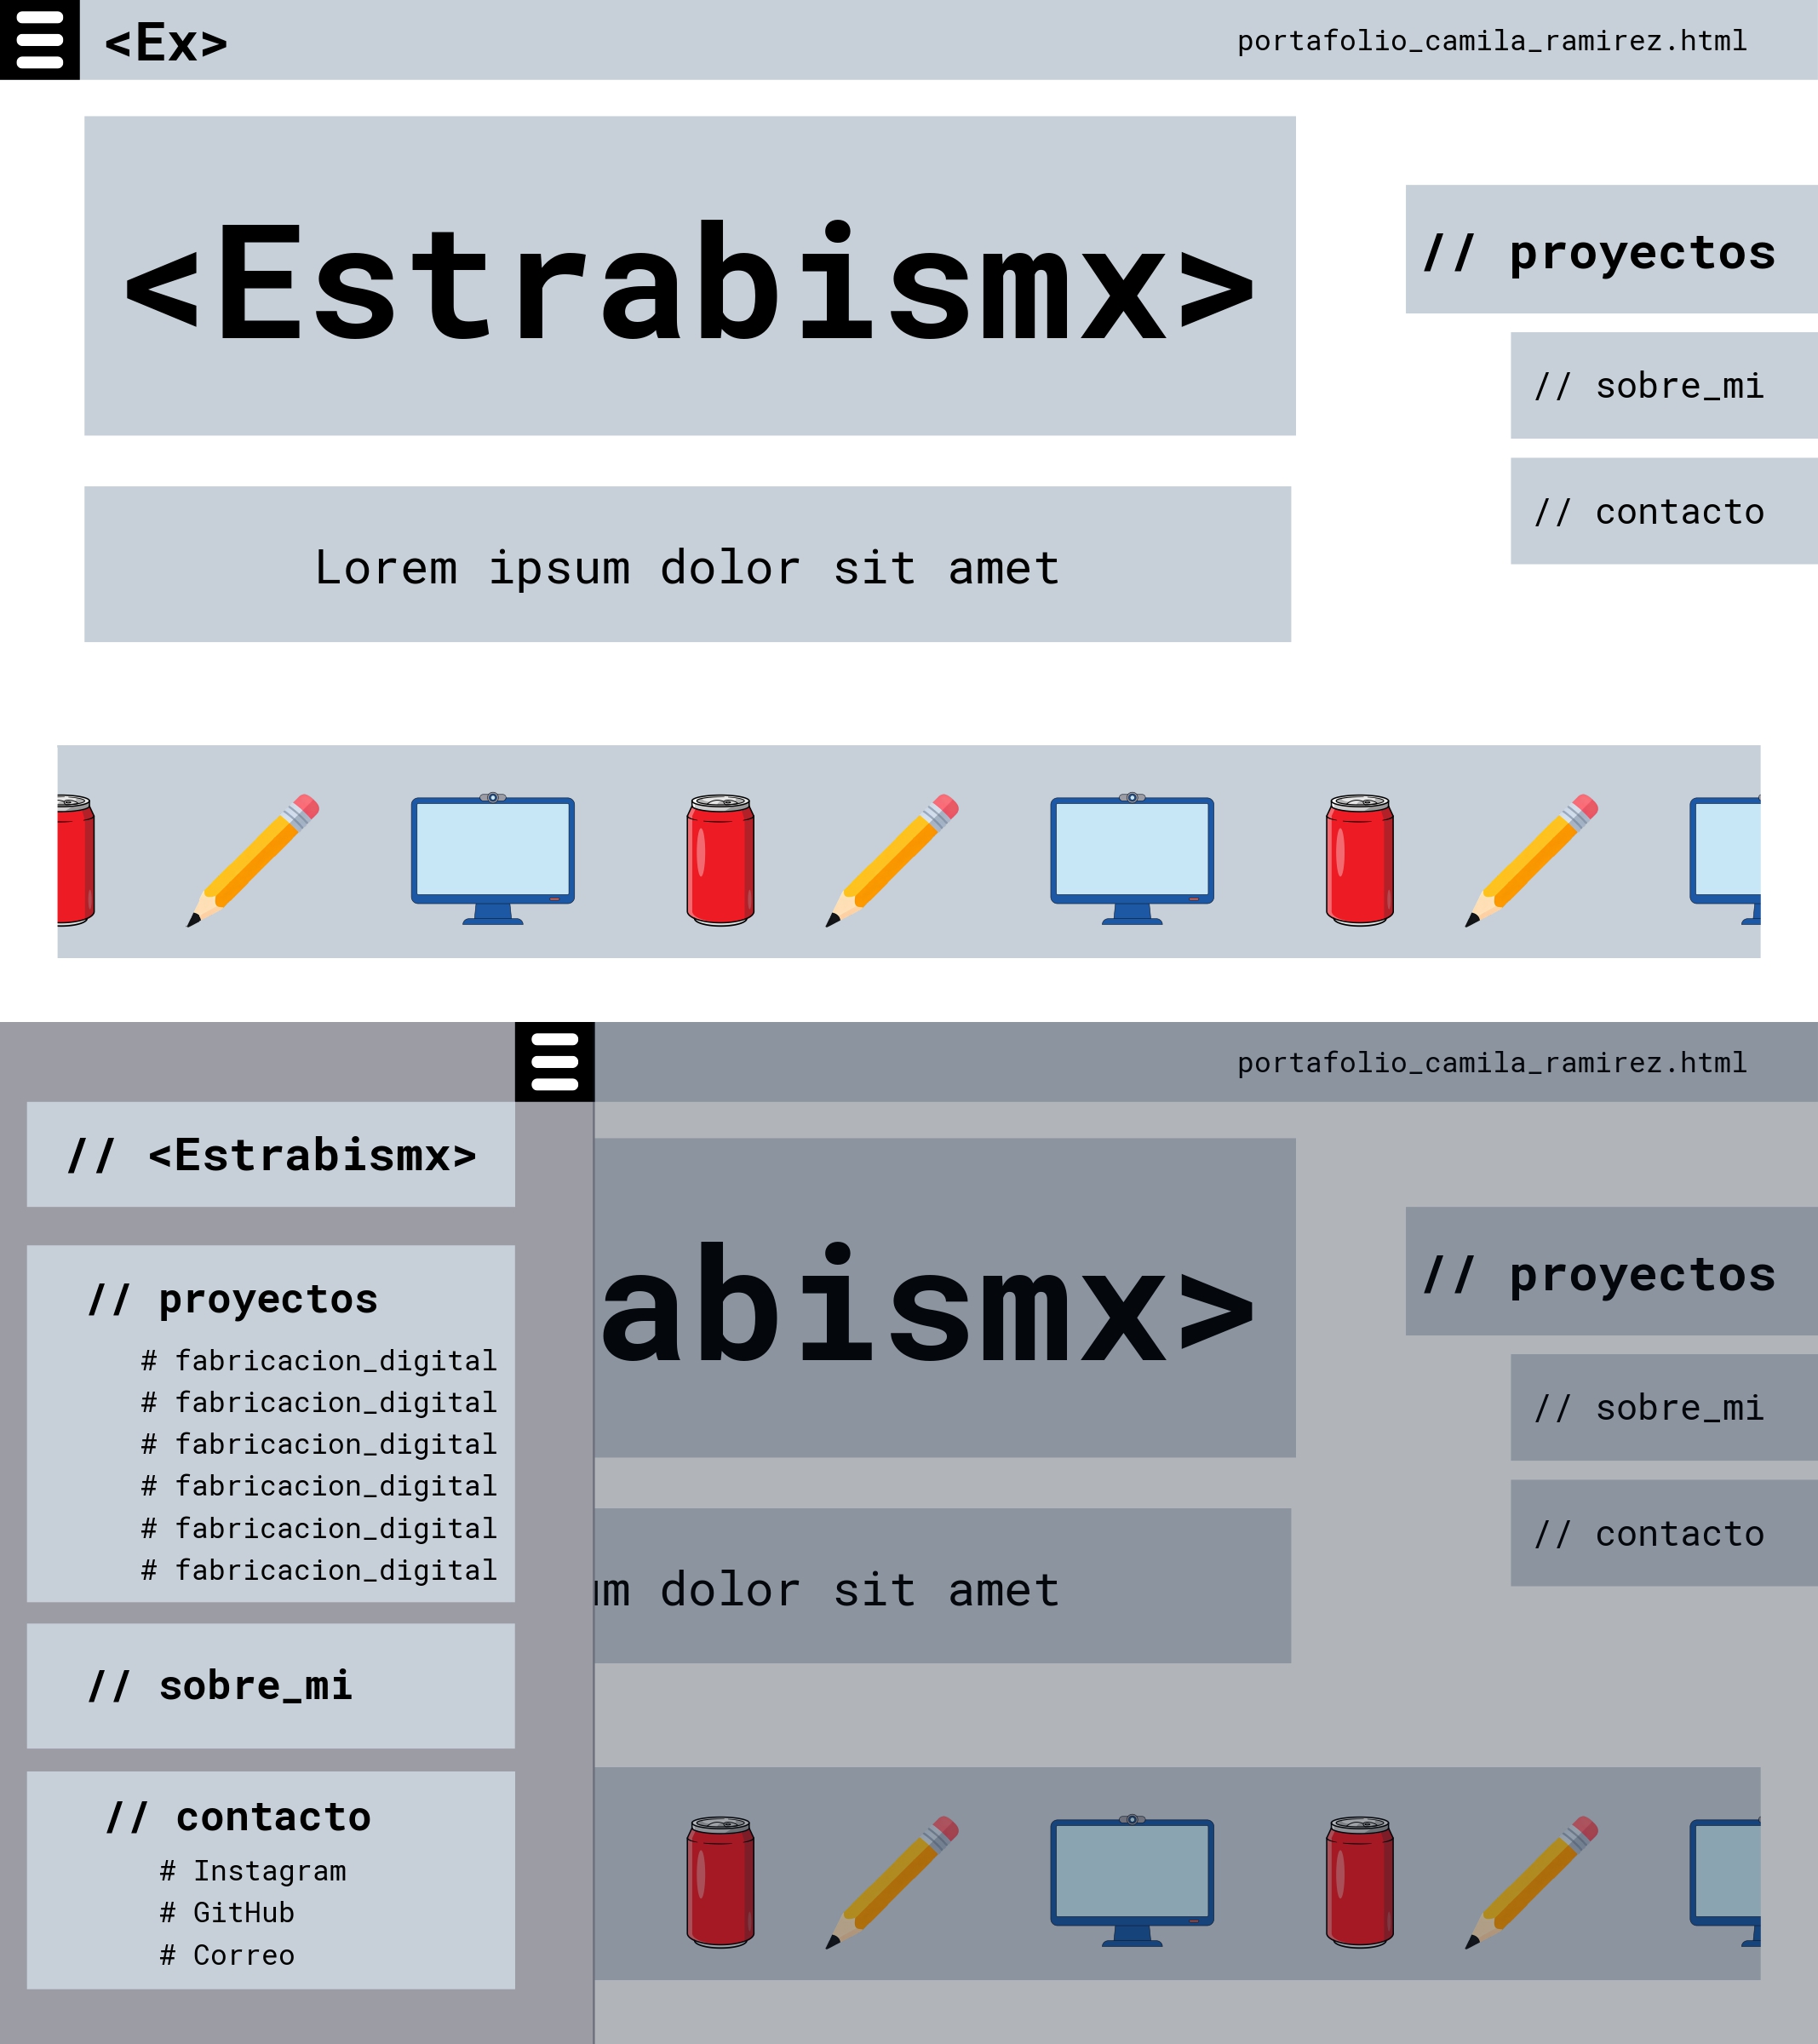 <Ex>
portafolio_camila_ramirez.html
<Estrabismx>
// proyectos
// sobre_mi
// contacto
Lorem ipsum dolor sit amet
portafolio_camila_ramirez.html
// <Estrabismx>
// proyectos
# fabricacion_digital
# fabricacion_digital
# fabricacion_digital
# fabricacion_digital
# fabricacion_digital
# fabricacion_digital
// sobre_mi
// contacto
# Instagram
# GitHub
# Correo
abismx>
// proyectos
// sobre_mi
// contacto
um dolor sit amet